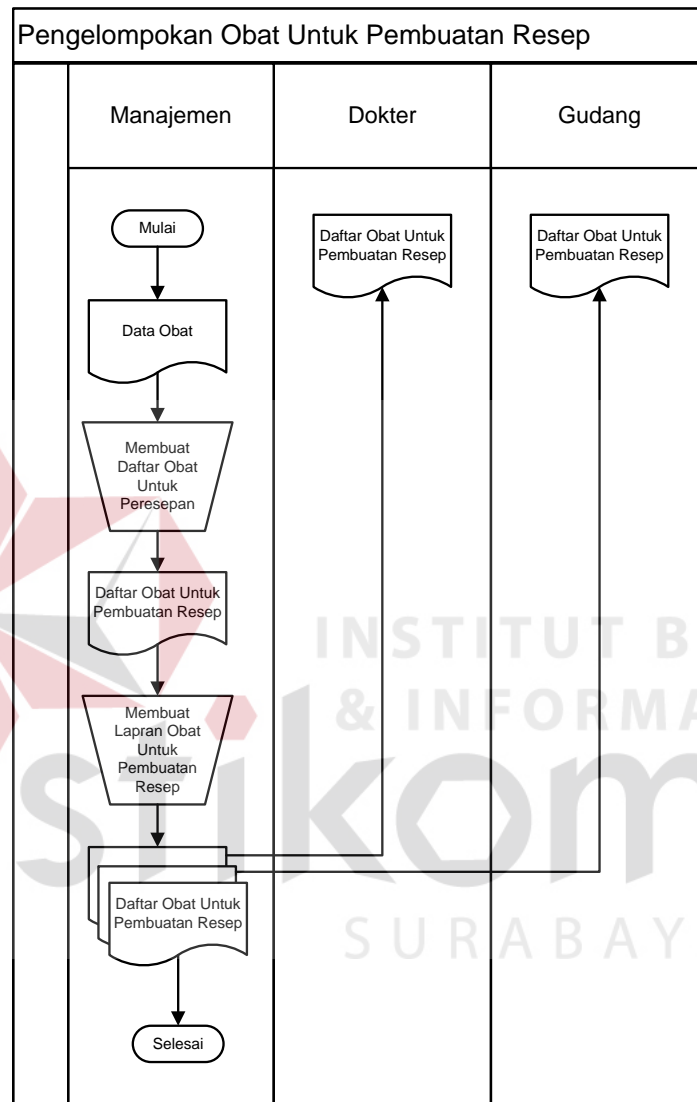 Pengelompokan Obat Untuk Pembuatan Resep
Manajemen
Dokter
Gudang
Mulai
Daftar Obat Untuk
Pembuatan Resep
Daftar Obat Untuk
Pembuatan Resep
Data Obat
Membuat
Daftar Obat
Untuk
Peresepan
Daftar Obat Untuk
Pembuatan Resep
Membuat
Lapran Obat
Untuk
Pembuatan
Resep
Daftar Obat Untuk
Pembuatan Resep
Selesai
INSTITUT B
& INFORMA
stikom
SURABAY